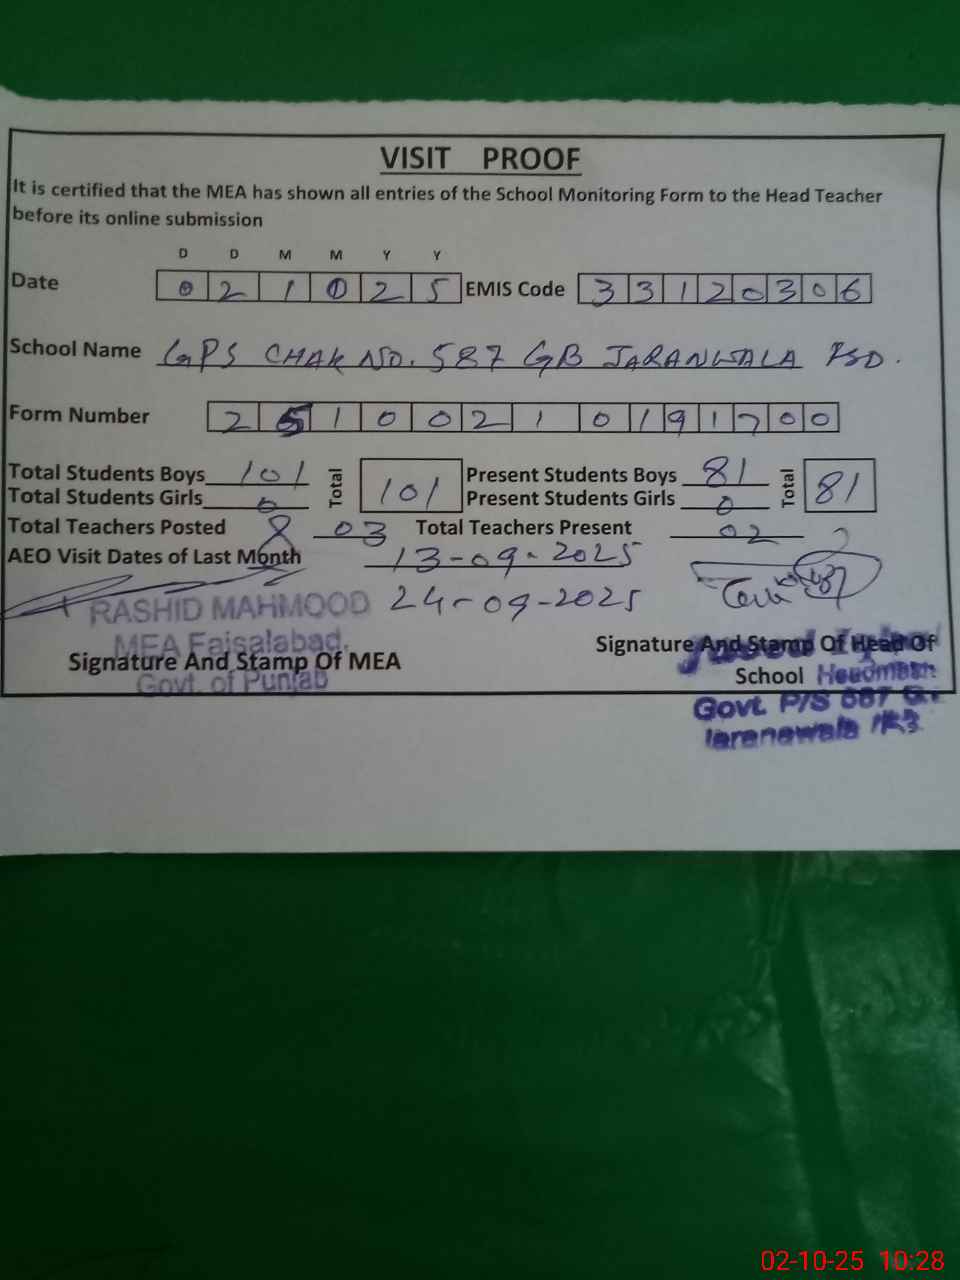 VISIT PROOF
It is certified that the MEA has shown all entries of the School Monitoring Form to the Head Teacher
before its online submission
D D M M Y Y
Date 0 2 1 0 2 5 EMIS Code 3 3 1 2 0 3 0 6
School Name GPS CHAK NO. 587 GB JARANWALA FSD.
Form Number 2 5 1 0 0 2 1 0 1 9 1 7 0 0
Total Students Boys 101 Total 101 Present Students Boys 81 Total 81
Total Students Girls 0 Present Students Girls 0
Total Teachers Posted 03 Total Teachers Present 02
AEO Visit Dates of Last Month 13-09-2025
24-09-2025
RASHID MAHMOOD
MEA Faisalabad.
Govt. of Punjab
Signature And Stamp Of MEA
Signature And Stamp Of Head Of
School
Govt. P/S
02-10-25 10:28